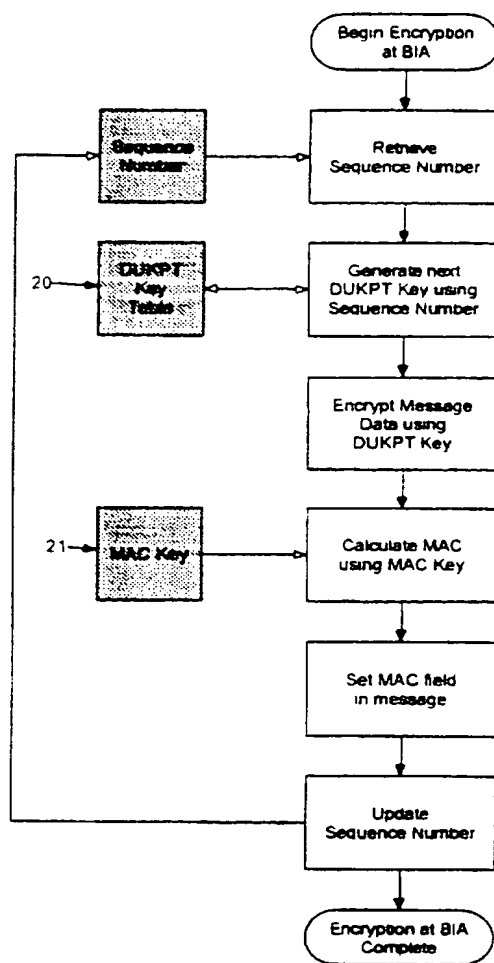 Begin Encryption
at BIA
Sequence
Number
Retrieve
Sequence Number
20
DUKPT
Key
Table
Generate next
DUKPT Key using
Sequence Number
Encrypt Message
Data using
DUKPT Key
21
MAC Key
Calculate MAC
using MAC Key
Set MAC field
in message
Update
Sequence Number
Encryption at BIA
Complete